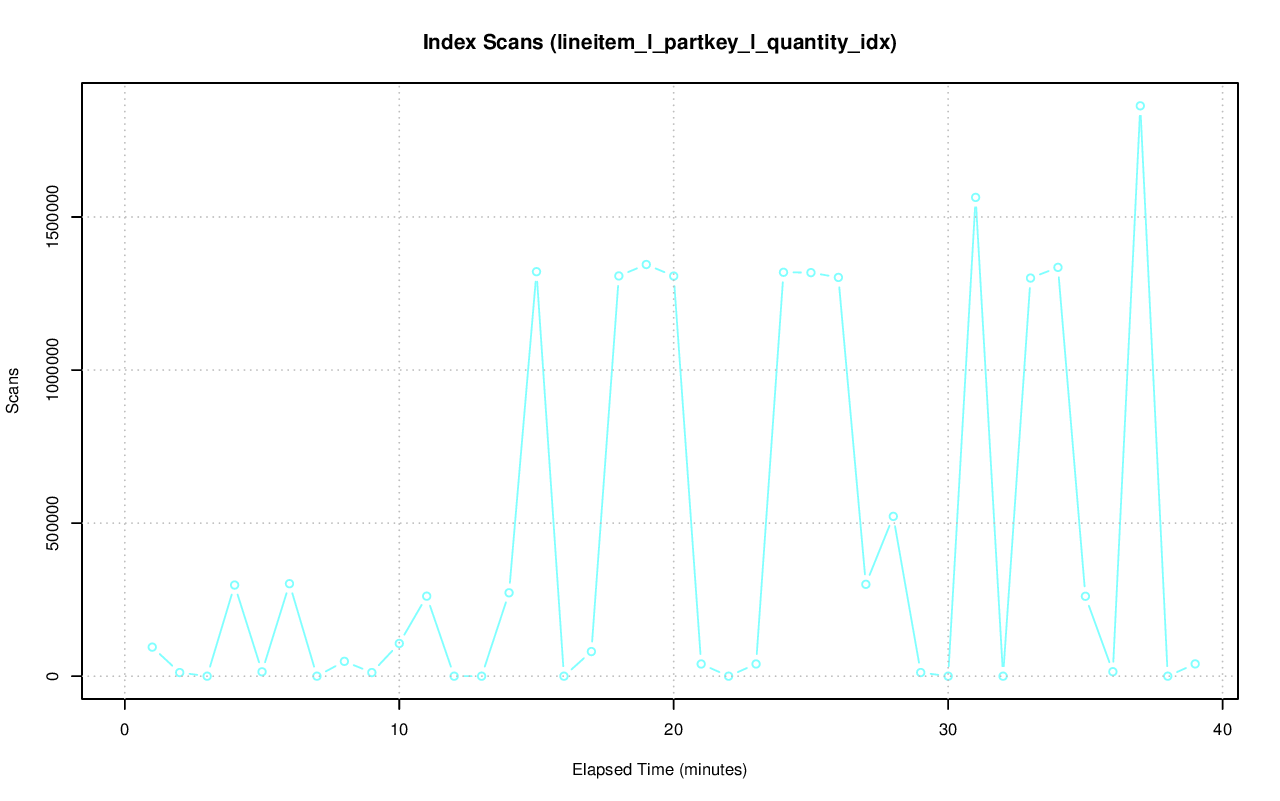 Index Scans (lineitem_l_partkey_l_quantity_idx)
Scans
1500000
1000000
500000
0
0 10 20 30 40
Elapsed Time (minutes)